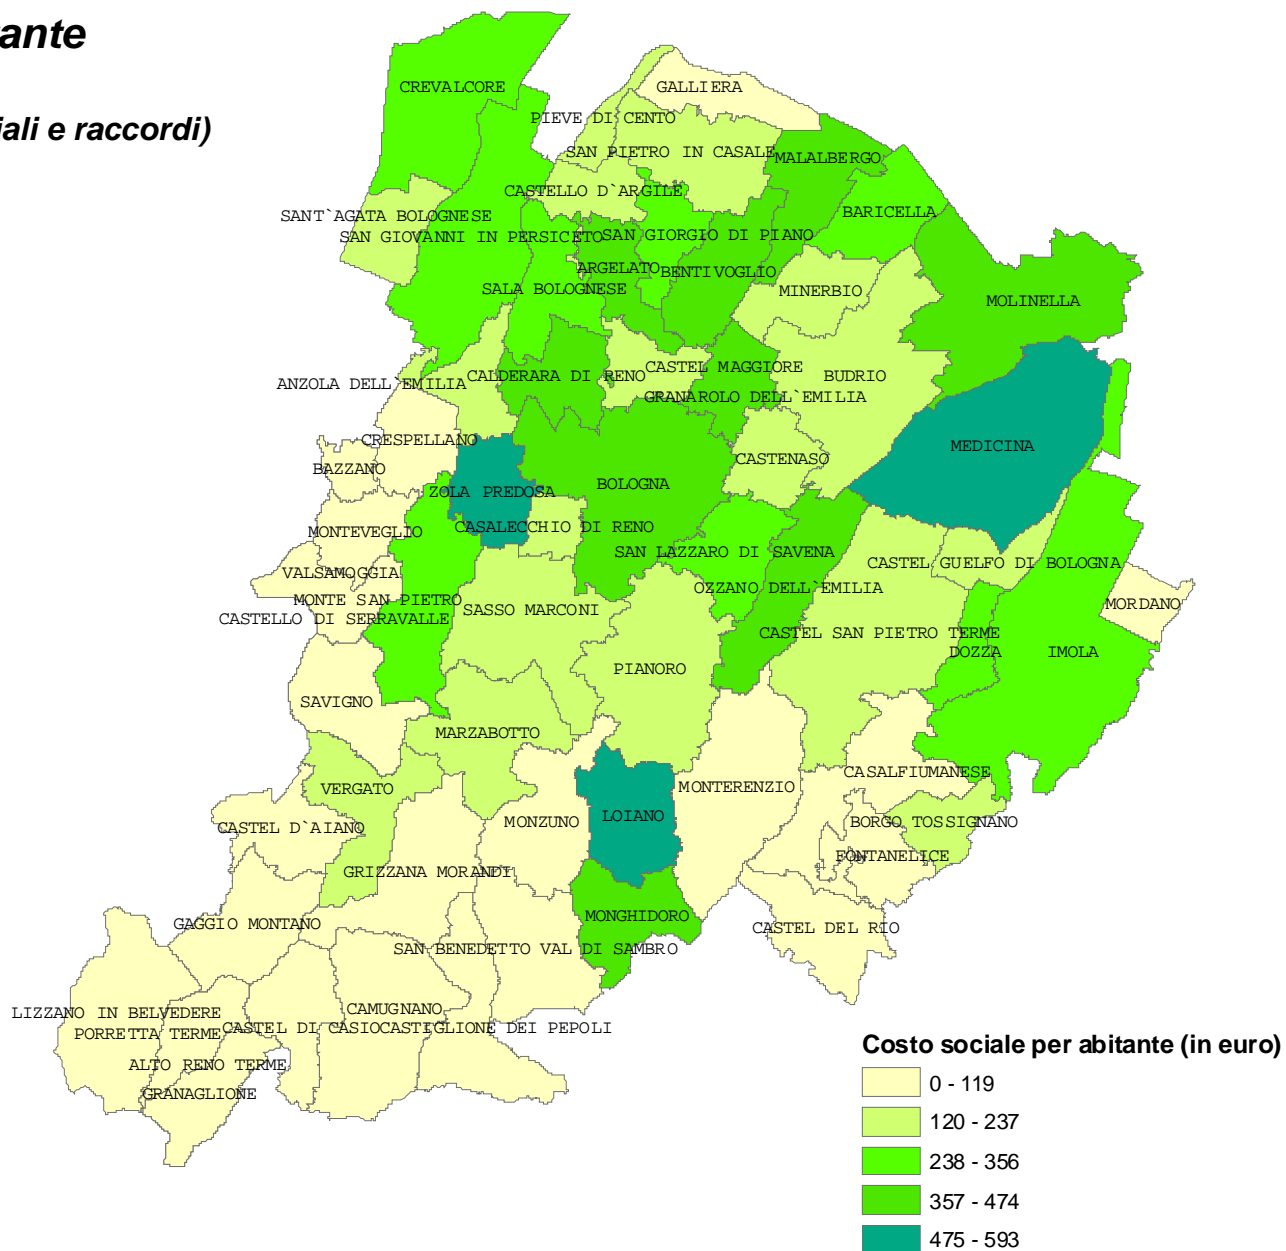 ante
iali e raccordi)
CREVALCORE
GALLIERA
PIEVE DI CENTO
SAN PIETRO IN CASALE
MALALBERGO
CASTELLO D`ARGILE
BARICELLA
SANT`AGATA BOLOGNESE
SAN GIOVANNI IN PERSICETO
SAN GIORGIO DI PIANO
ARGELATO
BENTIVOGLIO
SALA BOLOGNESE
MINERBIO
MOLINELLA
CASTEL MAGGIORE
CALDERARA DI RENO
BUDRIO
ANZOLA DELL`EMILIA
GRANAROLO DELL`EMILIA
CRESPELLANO
MEDICINA
CASTENASO
BAZZANO
BOLOGNA
ZOLA PREDOSA
CASALECCHIO DI RENO
MONTEVEGLIO
SAN LAZZARO DI SAVENA
CASTEL GUELFO DI BOLOGNA
VALSAMOGGIA
OZZANO DELL`EMILIA
MONTE SAN PIETRO
MORDANO
SASSO MARCONI
CASTELLO DI SERRAVALLE
CASTEL SAN PIETRO TERME
DOZZA
IMOLA
PIANORO
SAVIGNO
MARZABOTTO
CASALFIUMANESE
MONTERENZIO
VERGATO
LOIANO
MONZUNO
BORGO TOSSIGNANO
CASTEL D`AIANO
FONTANELICE
GRIZZANA MORANDI
MONGHIDORO
GAGGIO MONTANO
CASTEL DEL RIO
SAN BENEDETTO VAL DI SAMBRO
CAMUGNANO
LIZZANO IN BELVEDERE
PORRETTA TERME
CASTEL DI CASIO
CASTIGLIONE DEI PEPOLI
ALTO RENO TERME
GRANAGLIONE
Costo sociale per abitante (in euro)
0 - 119
120 - 237
238 - 356
357 - 474
475 - 593